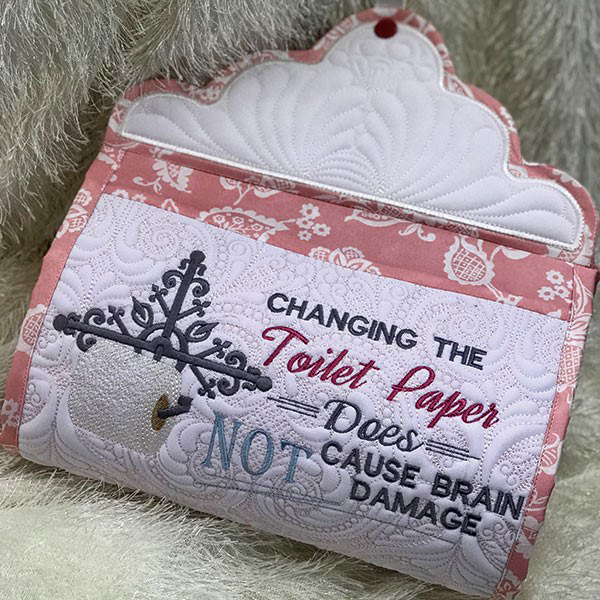 CHANGING THE
Toilet Paper
Does
NOT CAUSE BRAIN
DAMAGE